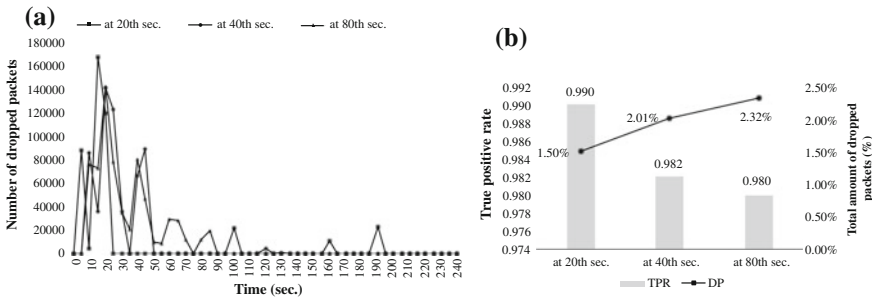 (a)
at 20th sec. at 40th sec. at 80th sec.
Number of dropped packets
180000
160000
140000
120000
100000
80000
60000
40000
20000
0
0 10 20 30 40 50 60 70 80 90 100 110 120 130 140 150 160 170 180 190 200 210 220 230 240
Time (sec.)
(b)
True positive rate
0.992
0.990
0.988
0.986
0.984
0.982
0.980
0.978
0.976
0.974
0.990
0.982
0.980
1.50%
2.01%
2.32%
2.50%
2.00%
1.50%
1.00%
0.50%
0.00%
Total amount of dropped
packets (%)
at 20th sec. at 40th sec. at 80th sec.
TPR DP